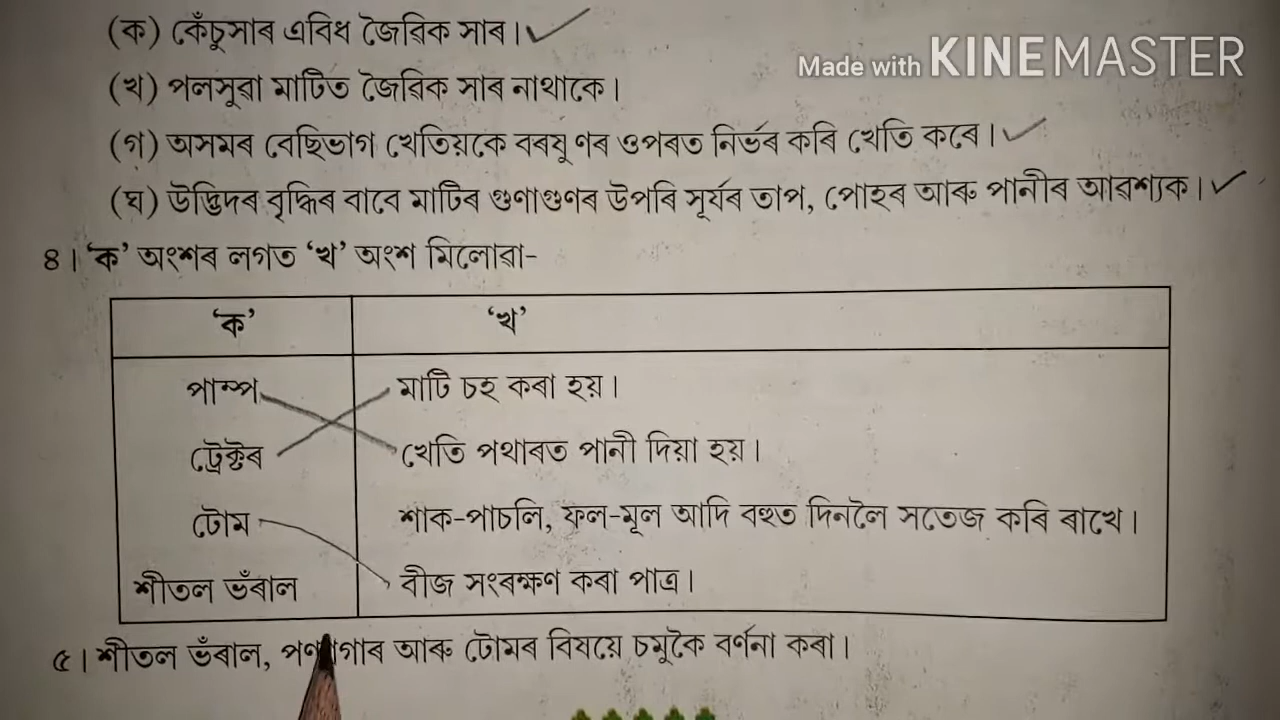 (ক) কেঁচুসাৰ এবিধ জৈৱিক সাৰ।
Made with KINEMASTER
(খ) পলসুৱা মাটিত জৈৱিক সাৰ নাথাকে।
(গ) অসমৰ বেছিভাগ খেতিয়কে বৰষুণৰ ওপৰত নিৰ্ভৰ কৰি খেতি কৰে।
(ঘ) উদ্ভিদৰ বৃদ্ধিৰ বাবে মাটিৰ গুণাগুণৰ উপৰি সূৰ্যৰ তাপ, পোহৰ আৰু পানীৰ আৱশ্যক।
৪। ‘ক’ অংশৰ লগত ‘খ’ অংশ মিলোৱা-
‘ক’ ‘খ’
পাম্প মাটি চহ কৰা হয়।
ট্ৰেক্টৰ খেতি পথাৰত পানী দিয়া হয়।
টোম শাক-পাচলি, ফল-মূল আদি বহুত দিনলৈ সতেজ কৰি ৰাখে।
শীতল ভঁৰাল বীজ সংৰক্ষণ কৰা পাত্ৰ।
৫। শীতল ভঁৰাল, আৰু টোমৰ বিষয়ে চমুকৈ বৰ্ণনা কৰা।